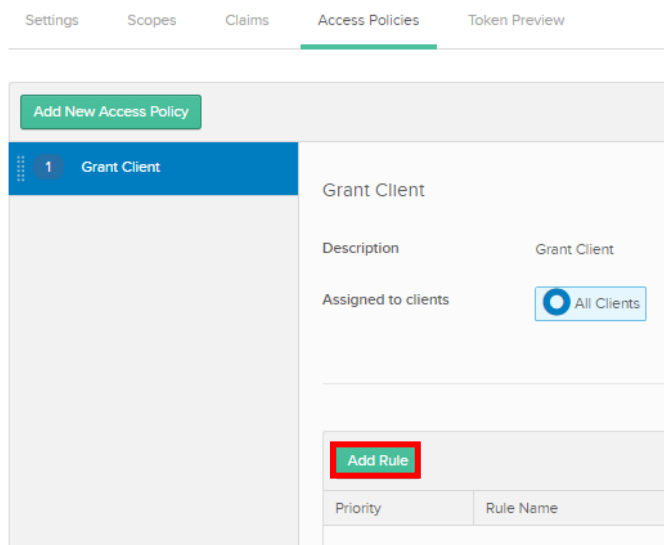 Settings Scopes Claims Access Policies Token Preview
Add New Access Policy
1 Grant Client
Grant Client
Description Grant Client
Assigned to clients All Clients
Add Rule
Priority Rule Name